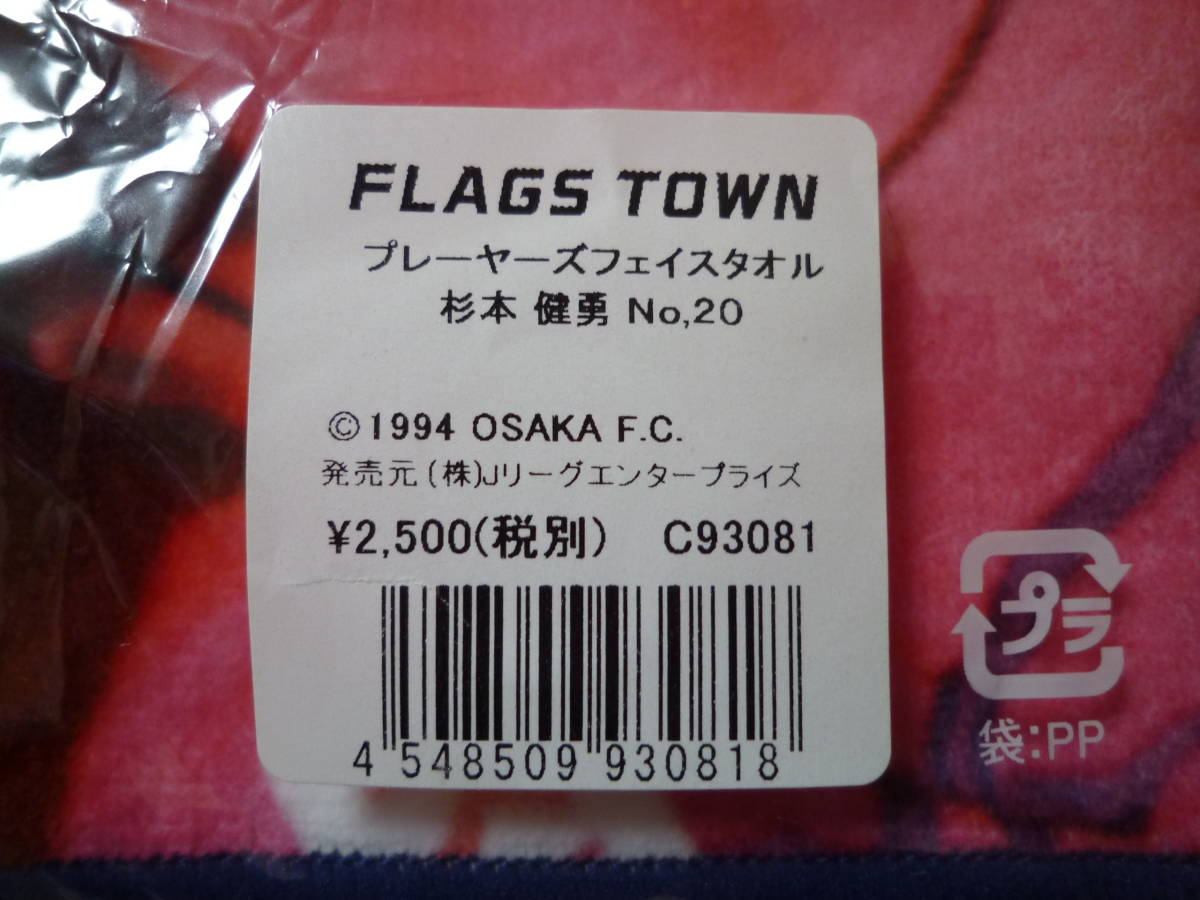 FLAGS TOWN
プレーヤーズフェイスタオル
杉本 健勇 No,20
©1994 OSAKA F.C.
発売元(株)Jリーグエンタープライズ
¥2,500(税別) C93081
4 548509 930818
プラ
袋:PP